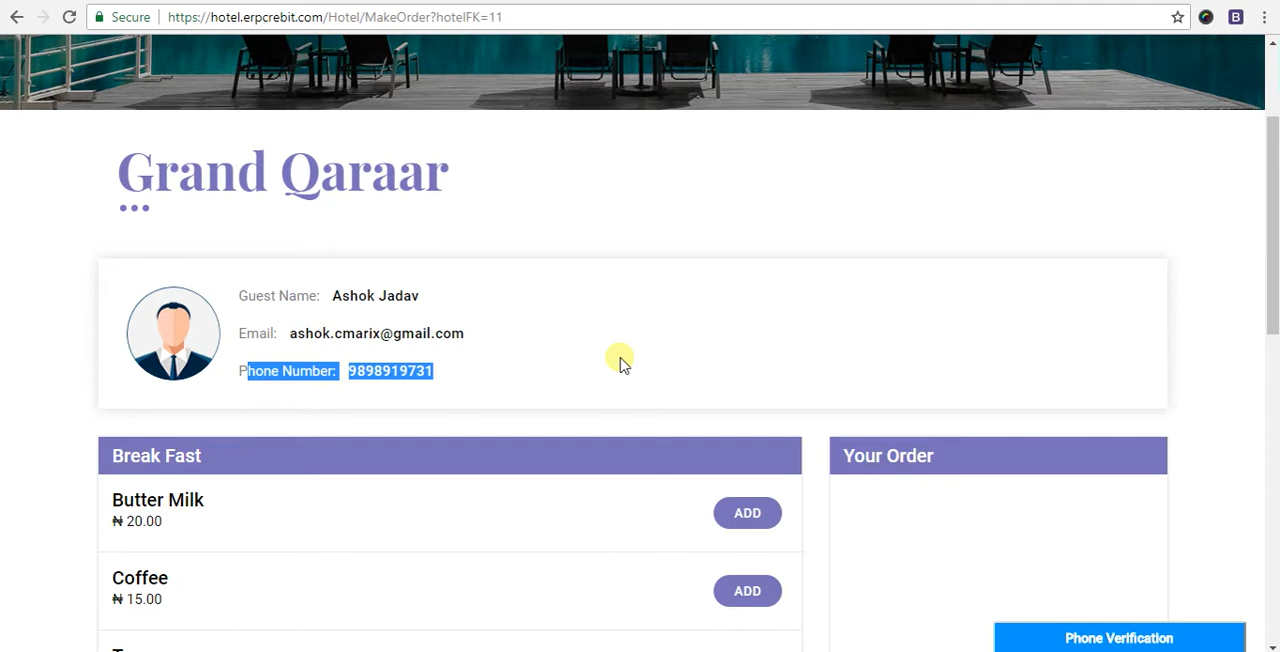 Secure https://hotel.erpcrebit.com/Hotel/MakeOrder?hotelFK=11
Grand Qaraar
Guest Name: Ashok Jadav
Email: ashok.cmarix@gmail.com
Phone Number: 9898919731
Break Fast
Your Order
Butter Milk
₦ 20.00
ADD
Coffee
₦ 15.00
ADD
Phone Verification